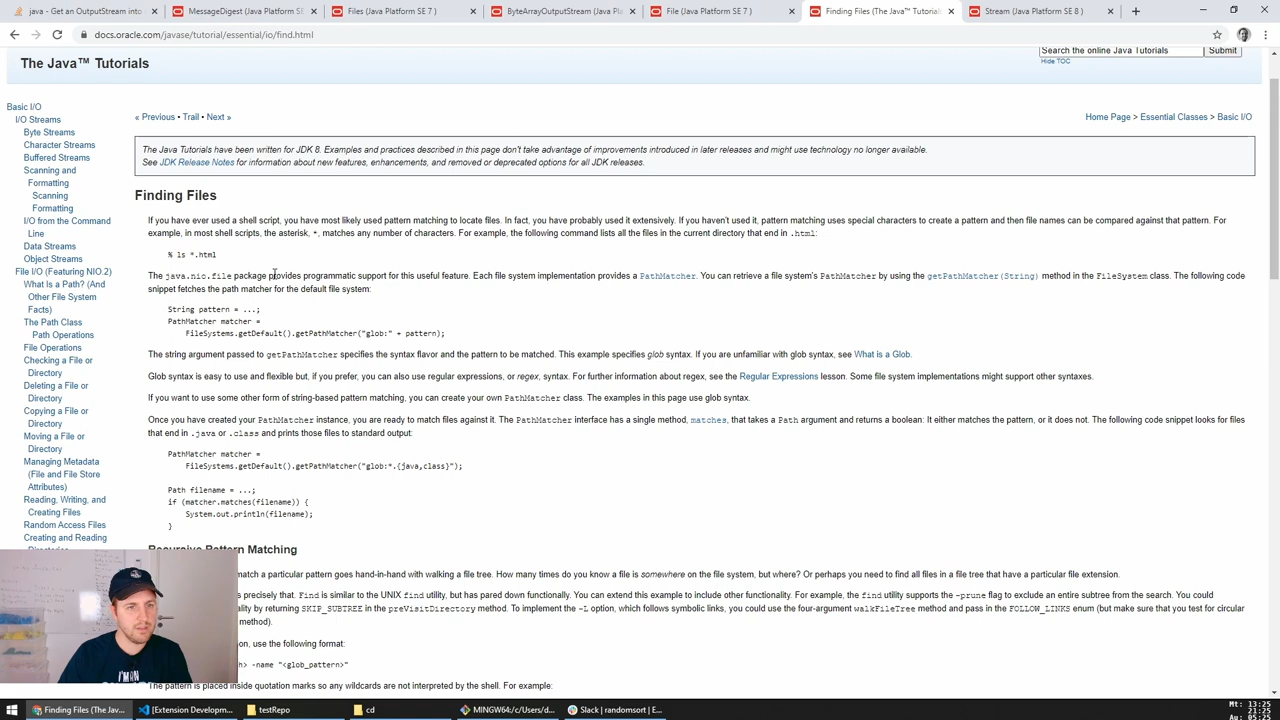 java - Get an OutputStream into
MessageDigest (Java Platform SE
Files (Java Platform SE 7 )
ByteArrayOutputStream (Java Pl
File (Java Platform SE 7 )
Finding Files (The Java™ Tutorial
Stream (Java Platform SE 8 )
docs.oracle.com/javase/tutorial/essential/io/find.html
The Java™ Tutorials
Search the online Java Tutorials
Submit
Hide TOC
Basic I/O
I/O Streams
Byte Streams
Character Streams
Buffered Streams
Scanning and
Formatting
Scanning
Formatting
I/O from the Command
Line
Data Streams
Object Streams
File I/O (Featuring NIO.2)
What Is a Path? (And
Other File System
Facts)
The Path Class
Path Operations
File Operations
Checking a File or
Directory
Deleting a File or
Directory
Copying a File or
Directory
Moving a File or
Directory
Managing Metadata
(File and File Store
Attributes)
Reading, Writing, and
Creating Files
Random Access Files
Creating and Reading
« Previous • Trail • Next »
Home Page > Essential Classes > Basic I/O
The Java Tutorials have been written for JDK 8. Examples and practices described in this page don't take advantage of improvements introduced in later releases and might use technology no longer available.
See JDK Release Notes for information about new features, enhancements, and removed or deprecated options for all JDK releases.
Finding Files
If you have ever used a shell script, you have most likely used pattern matching to locate files. In fact, you have probably used it extensively. If you haven't used it, pattern matching uses special characters to create a pattern and then file names can be compared against that pattern. For
example, in most shell scripts, the asterisk, *, matches any number of characters. For example, the following command lists all the files in the current directory that end in .html:
% ls *.html
The java.nio.file package provides programmatic support for this useful feature. Each file system implementation provides a PathMatcher. You can retrieve a file system's PathMatcher by using the getPathMatcher(String) method in the FileSystem class. The following code
snippet fetches the path matcher for the default file system:
String pattern = ...;
PathMatcher matcher =
FileSystems.getDefault().getPathMatcher("glob:" + pattern);
The string argument passed to getPathMatcher specifies the syntax flavor and the pattern to be matched. This example specifies glob syntax. If you are unfamiliar with glob syntax, see What is a Glob.
Glob syntax is easy to use and flexible but, if you prefer, you can also use regular expressions, or regex, syntax. For further information about regex, see the Regular Expressions lesson. Some file system implementations might support other syntaxes.
If you want to use some other form of string-based pattern matching, you can create your own PathMatcher class. The examples in this page use glob syntax.
Once you have created your PathMatcher instance, you are ready to match files against it. The PathMatcher interface has a single method, matches, that takes a Path argument and returns a boolean: It either matches the pattern, or it does not. The following code snippet looks for files
that end in .java or .class and prints those files to standard output:
PathMatcher matcher =
FileSystems.getDefault().getPathMatcher("glob:*.{java,class}");
Path filename = ...;
if (matcher.matches(filename)) {
System.out.println(filename);
}
Recursive Pattern Matching
match a particular pattern goes hand-in-hand with walking a file tree. How many times do you know a file is somewhere on the file system, but where? Or perhaps you need to find all files in a file tree that have a particular file extension.
s precisely that. Find is similar to the UNIX find utility, but has pared down functionality. You can extend this example to include other functionality. For example, the find utility supports the -prune flag to exclude an entire subtree from the search. You could
ality by returning SKIP_SUBTREE in the preVisitDirectory method. To implement the -L option, which follows symbolic links, you could use the four-argument walkFileTree method and pass in the FOLLOW_LINKS enum (but make sure that you test for circular
method).
on, use the following format:
h> -name "<glob_pattern>"
The pattern is placed inside quotation marks so any wildcards are not interpreted by the shell. For example:
I'M AN
Finding Files (The Jav...
[Extension Developm...
testRepo
cd
MINGW64:/c/Users/d...
Slack | randomsort | E...
Mt: 13:25
21:25